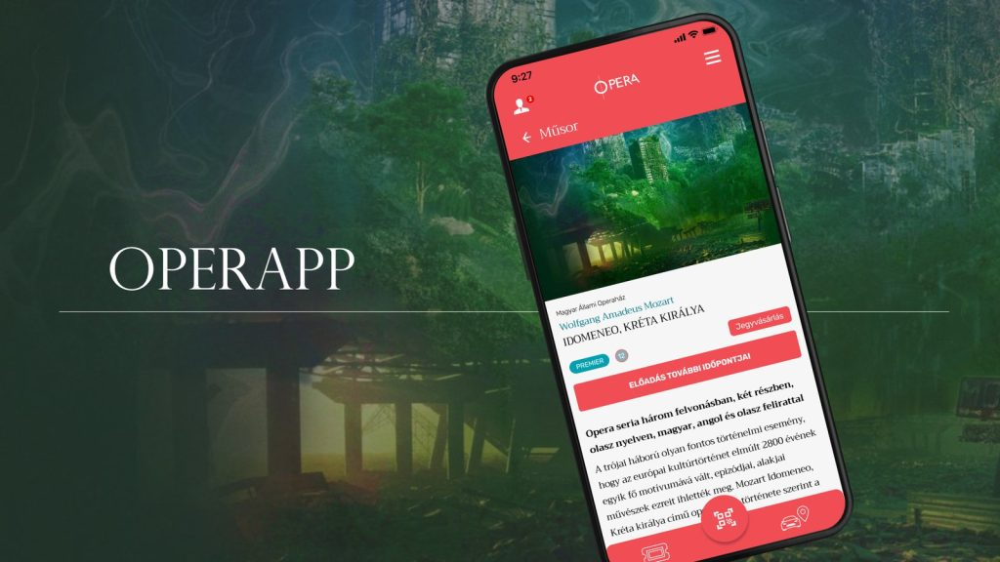 OPERAPP
9:27
OPERA
2
← Műsor
Magyar Állami Operaház
Wolfgang Amadeus Mozart
IDOMENEO, KRÉTA KIRÁLYA
Jegyvásárlás
PREMIER 12
ELŐADÁS TOVÁBBI IDŐPONTJAI
Opera seria három felvonásban, két részben,
olasz nyelven, magyar, angol és olasz felirattal
A trójai háború olyan fontos történelmi esemény,
hogy az európai kultúrtörténet elmúlt 2800 évének
egyik fő motívumává vált, epizódjai, alakjai
művészek ezreit ihlették meg. Mozart Idomeneo,
Kréta királya című története szerint a